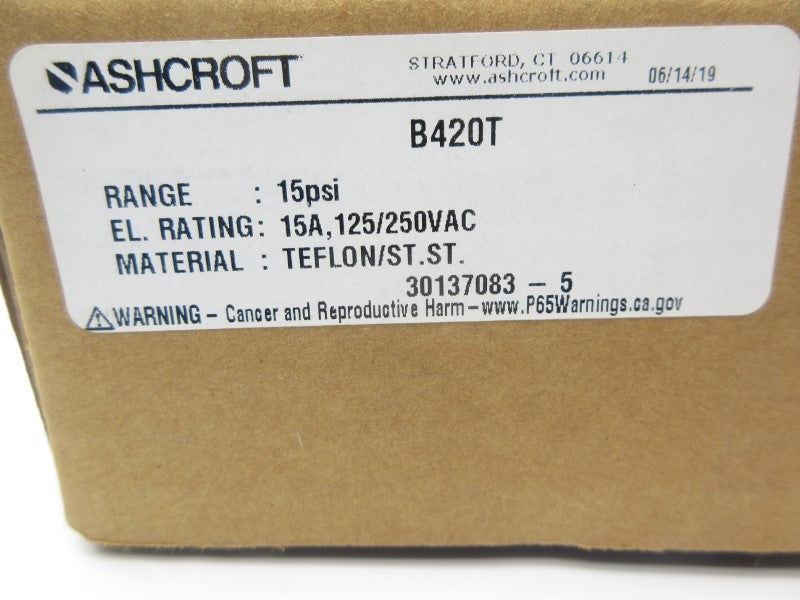 ASHCROFT STRATFORD, CT 06614
www.ashcroft.com 06/14/19
B420T
RANGE : 15psi
EL. RATING: 15A,125/250VAC
MATERIAL : TEFLON/ST.ST.
30137083 - 5
⚠WARNING - Cancer and Reproductive Harm-www.P65Warnings.ca.gov